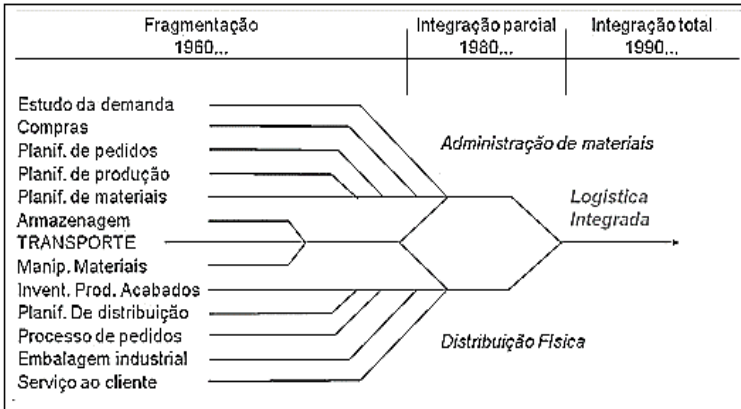 Fragmentação
1960...
Integração parcial
1980...
Integração total
1990...
Estudo da demanda
Compras
Planif. de pedidos
Planif. de produção
Planif. de materiais
Armazenagem
TRANSPORTE
Manip. Materiais
Invent. Prod. Acabados
Planif. De distribuição
Processo de pedidos
Embalagem industrial
Serviço ao cliente
Administração de materiais
Logistica
Integrada
Distribuição Física